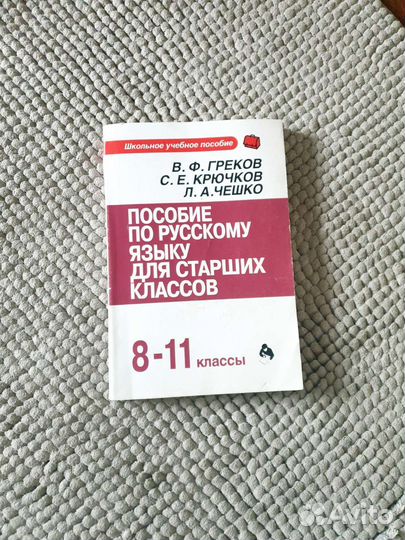 Школьное учебное пособие
В. Ф. ГРЕКОВ
С. Е. КРЮЧКОВ
Л. А.ЧЕШКО
ПОСОБИЕ
ПО РУССКОМУ
ЯЗЫКУ
ДЛЯ СТАРШИХ
КЛАССОВ
8-11 классы
Avito